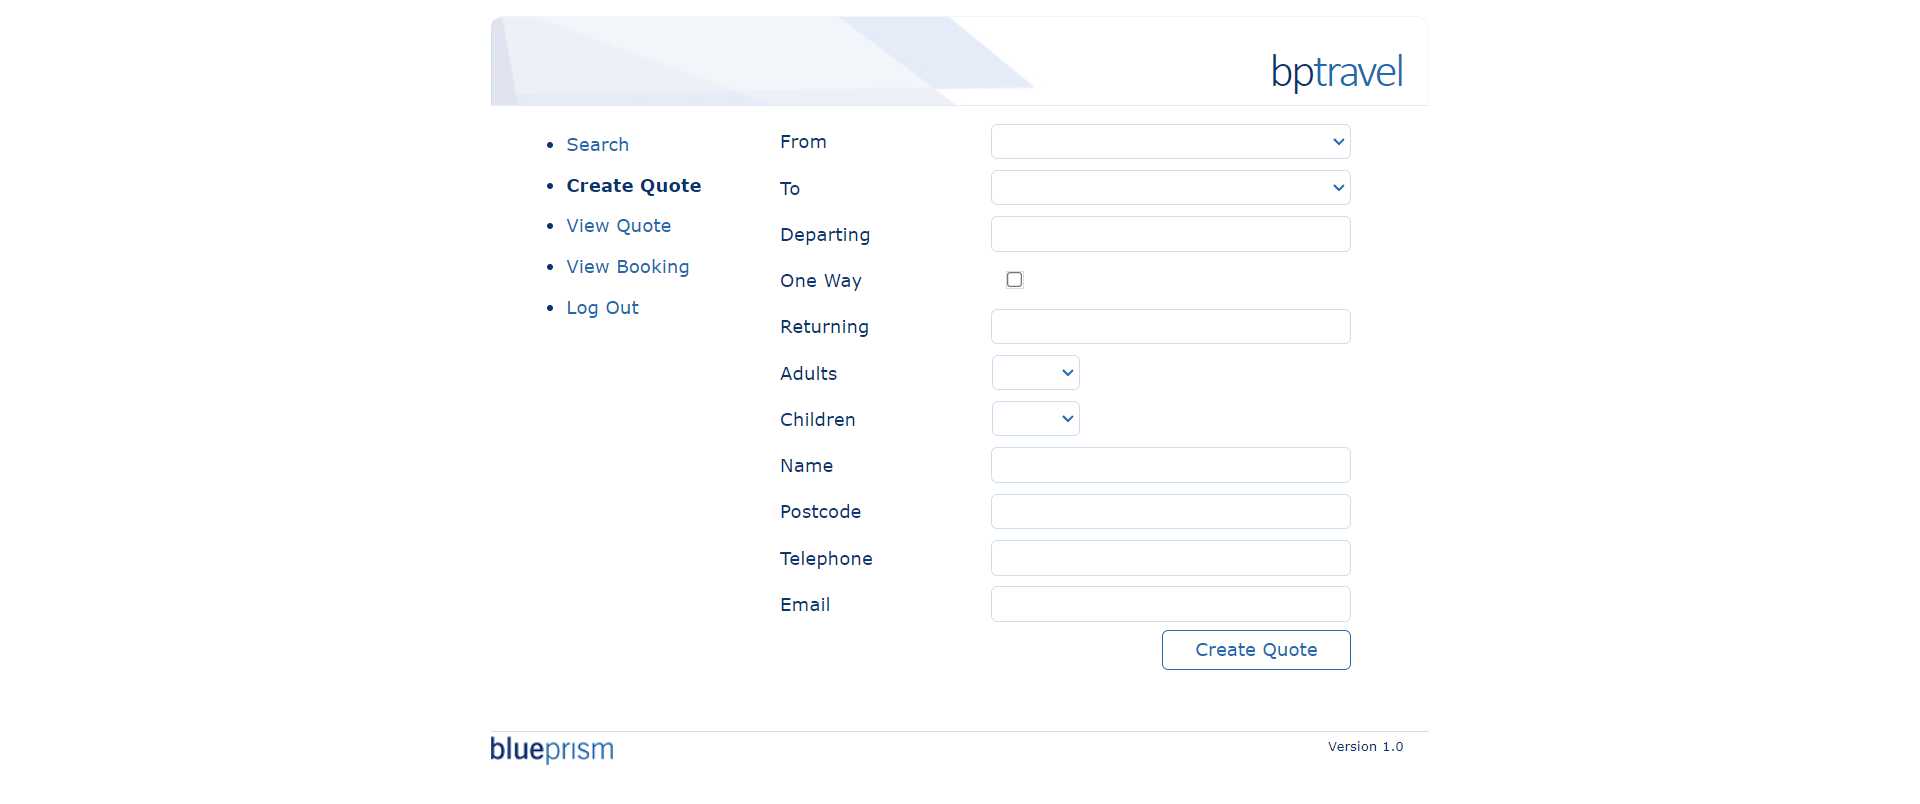 bptravel
Search
Create Quote
View Quote
View Booking
Log Out
From
To
Departing
One Way
Returning
Adults
Children
Name
Postcode
Telephone
Email
Create Quote
blueprism
Version 1.0